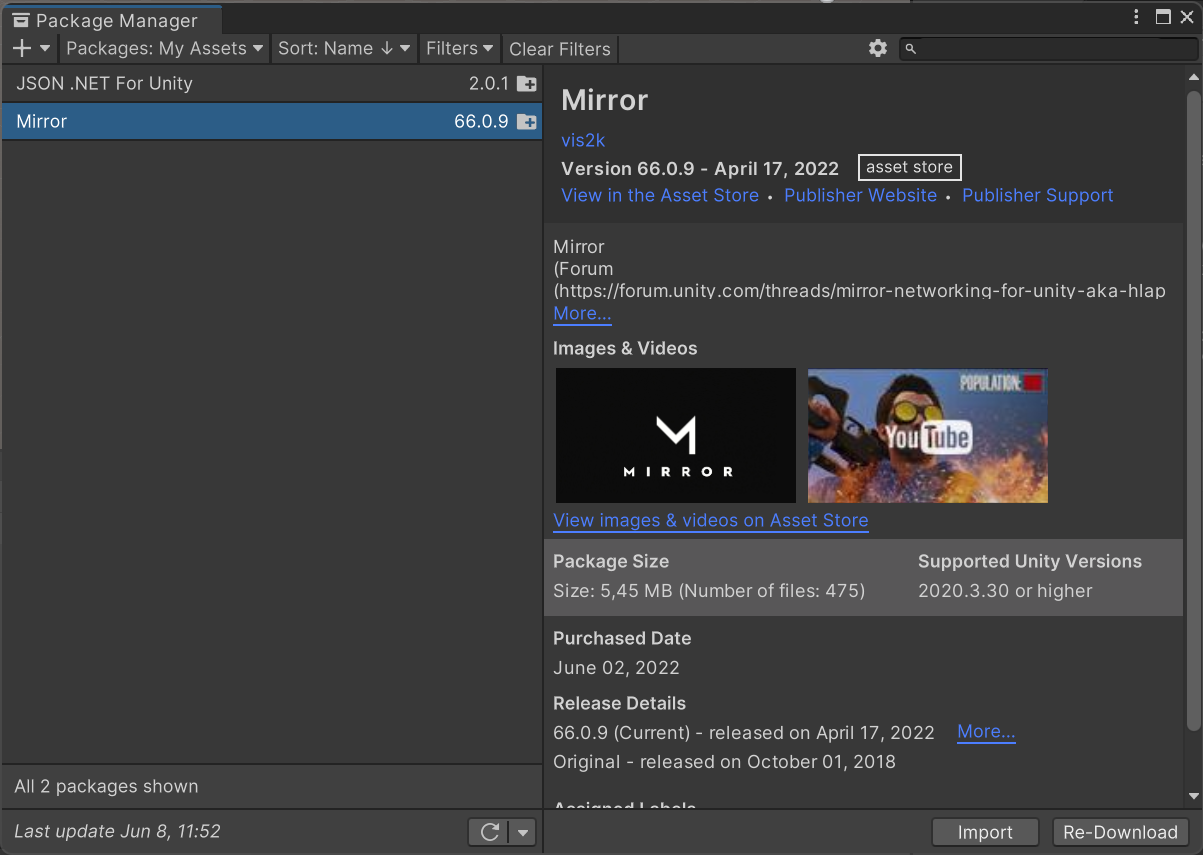 Package Manager
Packages: My Assets
Sort: Name ↓
Filters
Clear Filters
JSON .NET For Unity 2.0.1
Mirror 66.0.9
All 2 packages shown
Last update Jun 8, 11:52
Mirror
vis2k
Version 66.0.9 - April 17, 2022 asset store
View in the Asset Store • Publisher Website • Publisher Support
Mirror
(Forum
(https://forum.unity.com/threads/mirror-networking-for-unity-aka-hlap
More...
Images & Videos
MIRROR
POPULATION:
YouTube
View images & videos on Asset Store
Package Size
Size: 5,45 MB (Number of files: 475)
Supported Unity Versions
2020.3.30 or higher
Purchased Date
June 02, 2022
Release Details
66.0.9 (Current) - released on April 17, 2022 More...
Original - released on October 01, 2018
Assigned Labels
Import
Re-Download